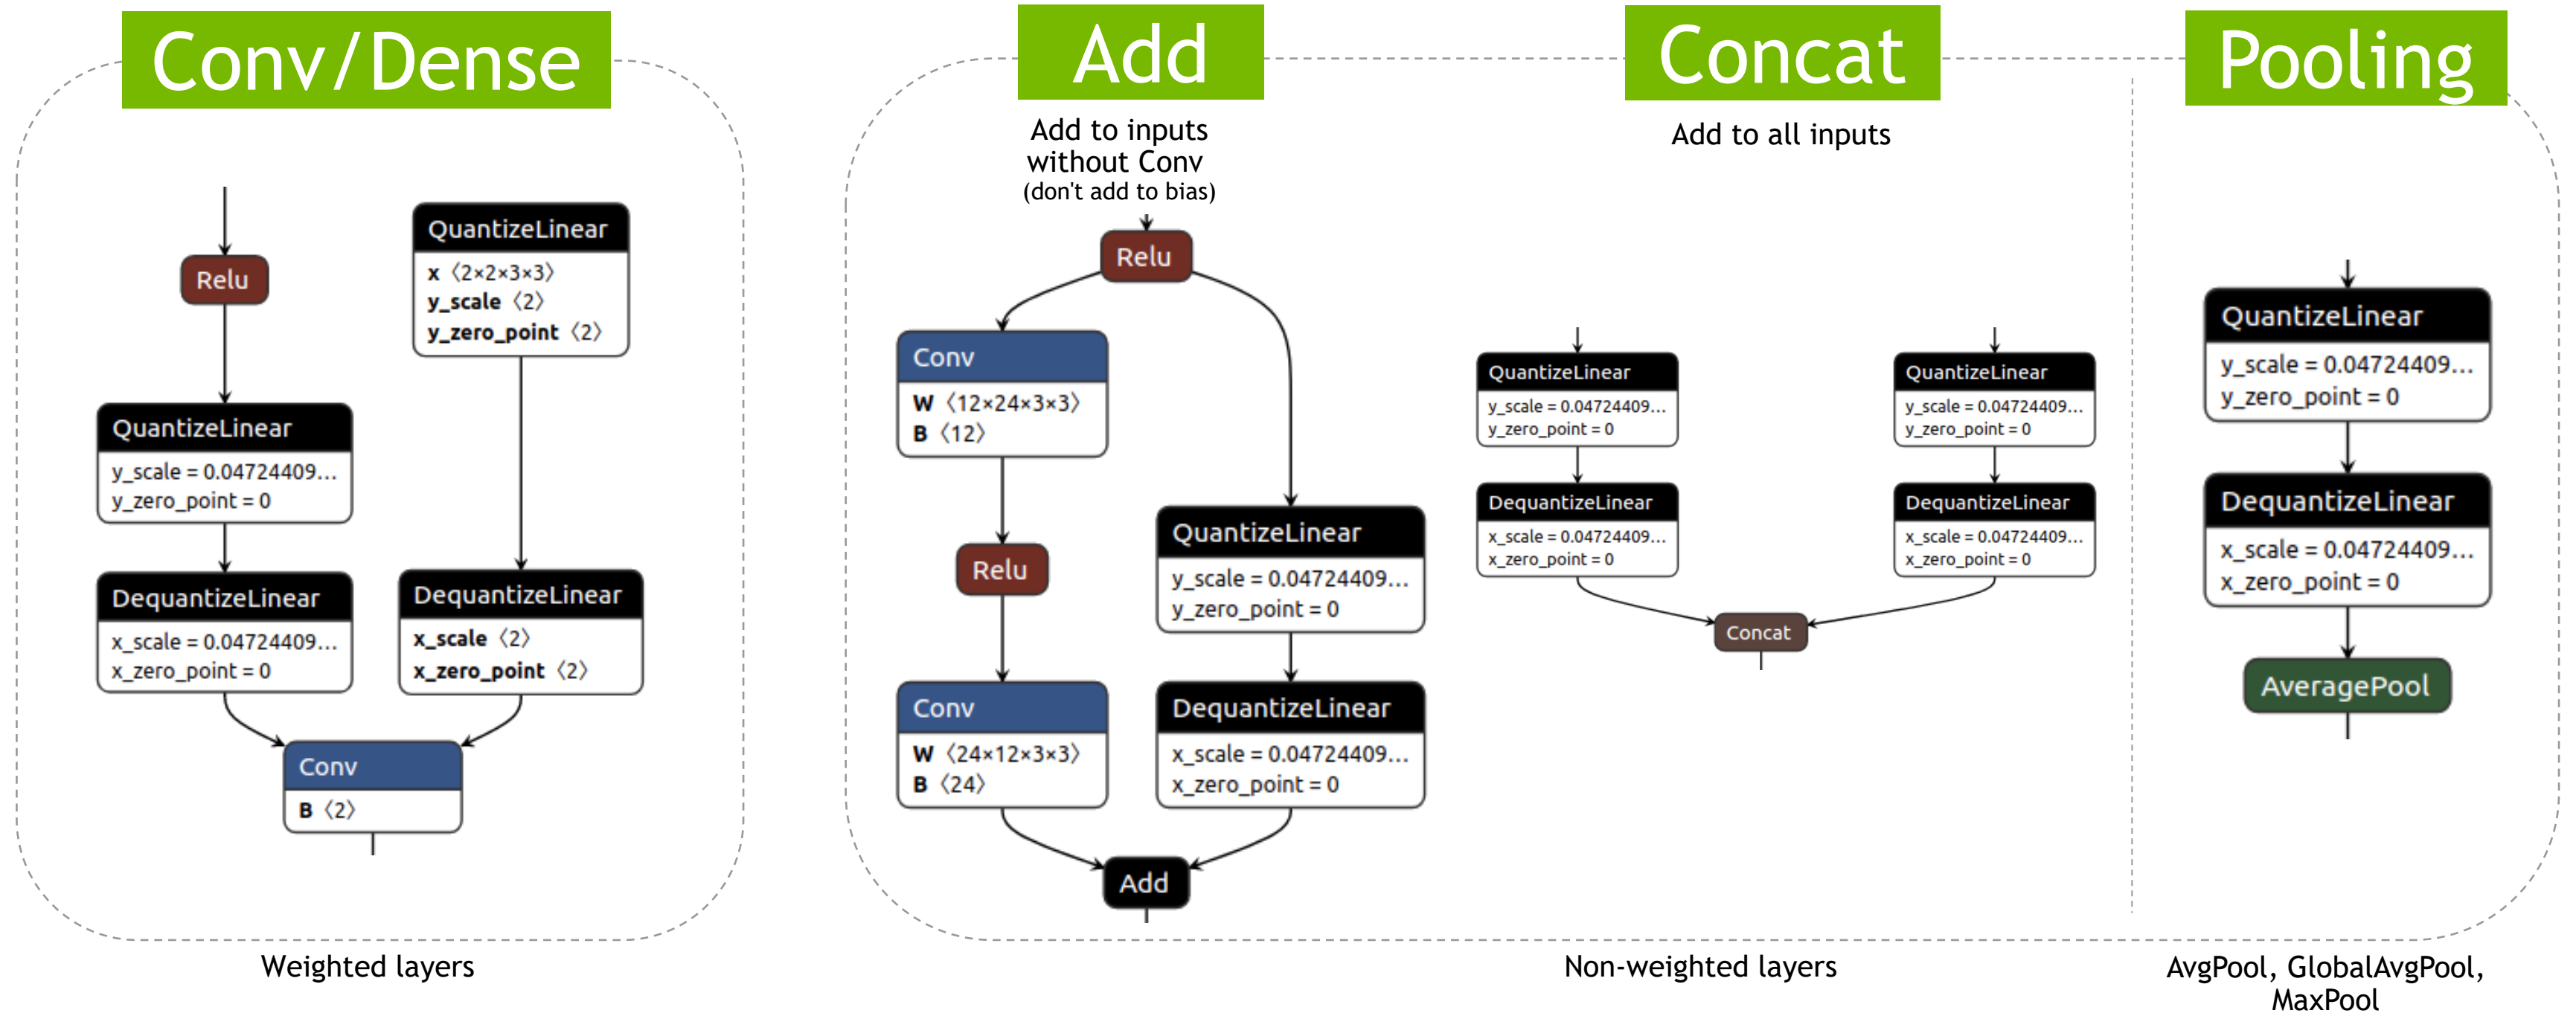 Conv/Dense
Relu
QuantizeLinear
y_scale = 0.04724409...
y_zero_point = 0
DequantizeLinear
x_scale = 0.04724409...
x_zero_point = 0
QuantizeLinear
x 〈2×2×3×3〉
y_scale 〈2〉
y_zero_point 〈2〉
DequantizeLinear
x_scale 〈2〉
x_zero_point 〈2〉
Conv
B 〈2〉
Weighted layers
Add
Add to inputs
without Conv
(don't add to bias)
Relu
Conv
W 〈12×24×3×3〉
B 〈12〉
Relu
Conv
W 〈24×12×3×3〉
B 〈24〉
QuantizeLinear
y_scale = 0.04724409...
y_zero_point = 0
DequantizeLinear
x_scale = 0.04724409...
x_zero_point = 0
Add
Concat
Add to all inputs
QuantizeLinear
y_scale = 0.04724409...
y_zero_point = 0
DequantizeLinear
x_scale = 0.04724409...
x_zero_point = 0
QuantizeLinear
y_scale = 0.04724409...
y_zero_point = 0
DequantizeLinear
x_scale = 0.04724409...
x_zero_point = 0
Concat
Non-weighted layers
Pooling
QuantizeLinear
y_scale = 0.04724409...
y_zero_point = 0
DequantizeLinear
x_scale = 0.04724409...
x_zero_point = 0
AveragePool
AvgPool, GlobalAvgPool,
MaxPool